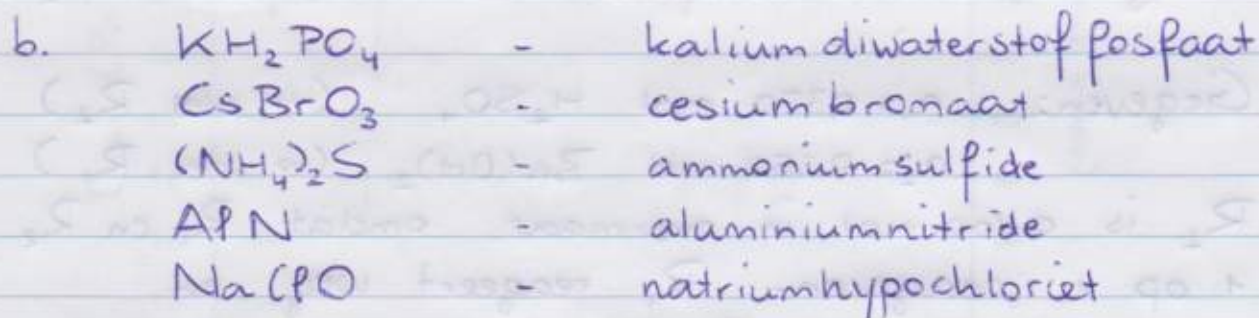 b. KH₂PO₄ - kalium diwaterstof fosfaat
CsBrO₃ - cesium bromaat
(NH₄)₂S - ammonium sulfide
AlN - aluminiumnitride
NaClO - natriumhypochloriet